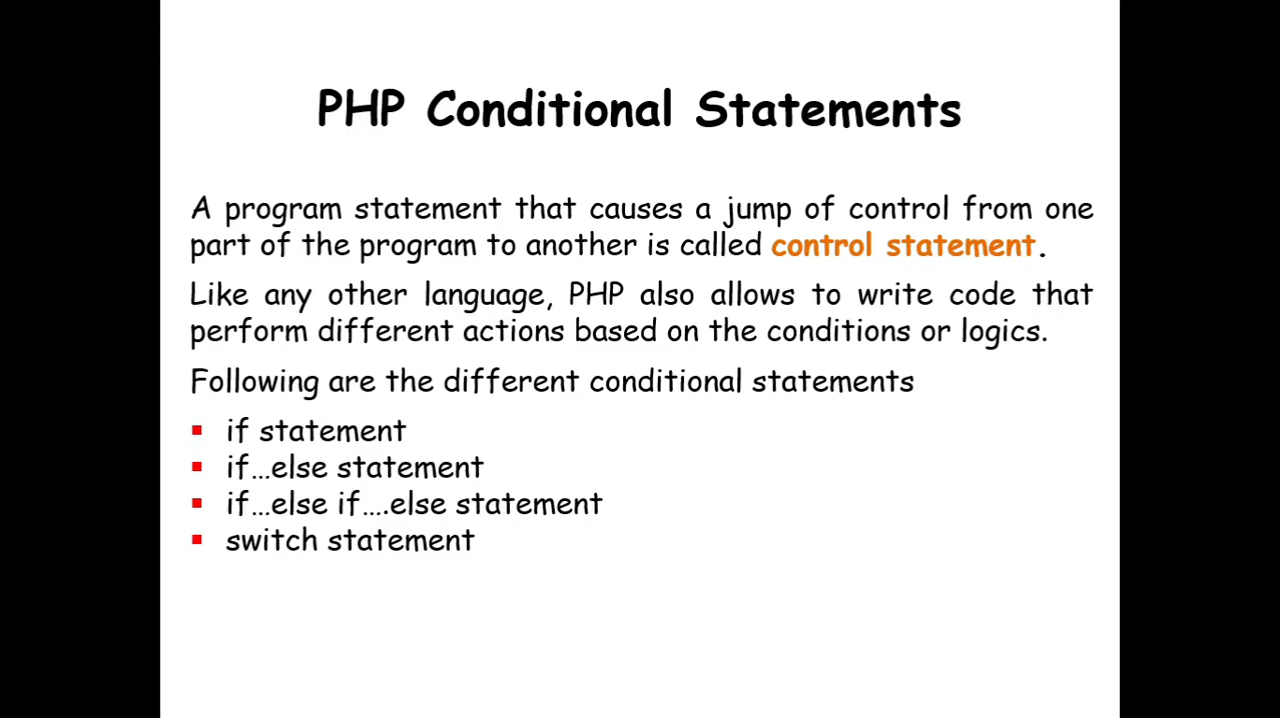 PHP Conditional Statements
A program statement that causes a jump of control from one
part of the program to another is called control statement.
Like any other language, PHP also allows to write code that
perform different actions based on the conditions or logics.
Following are the different conditional statements
▪ if statement
▪ if...else statement
▪ if...else if....else statement
▪ switch statement